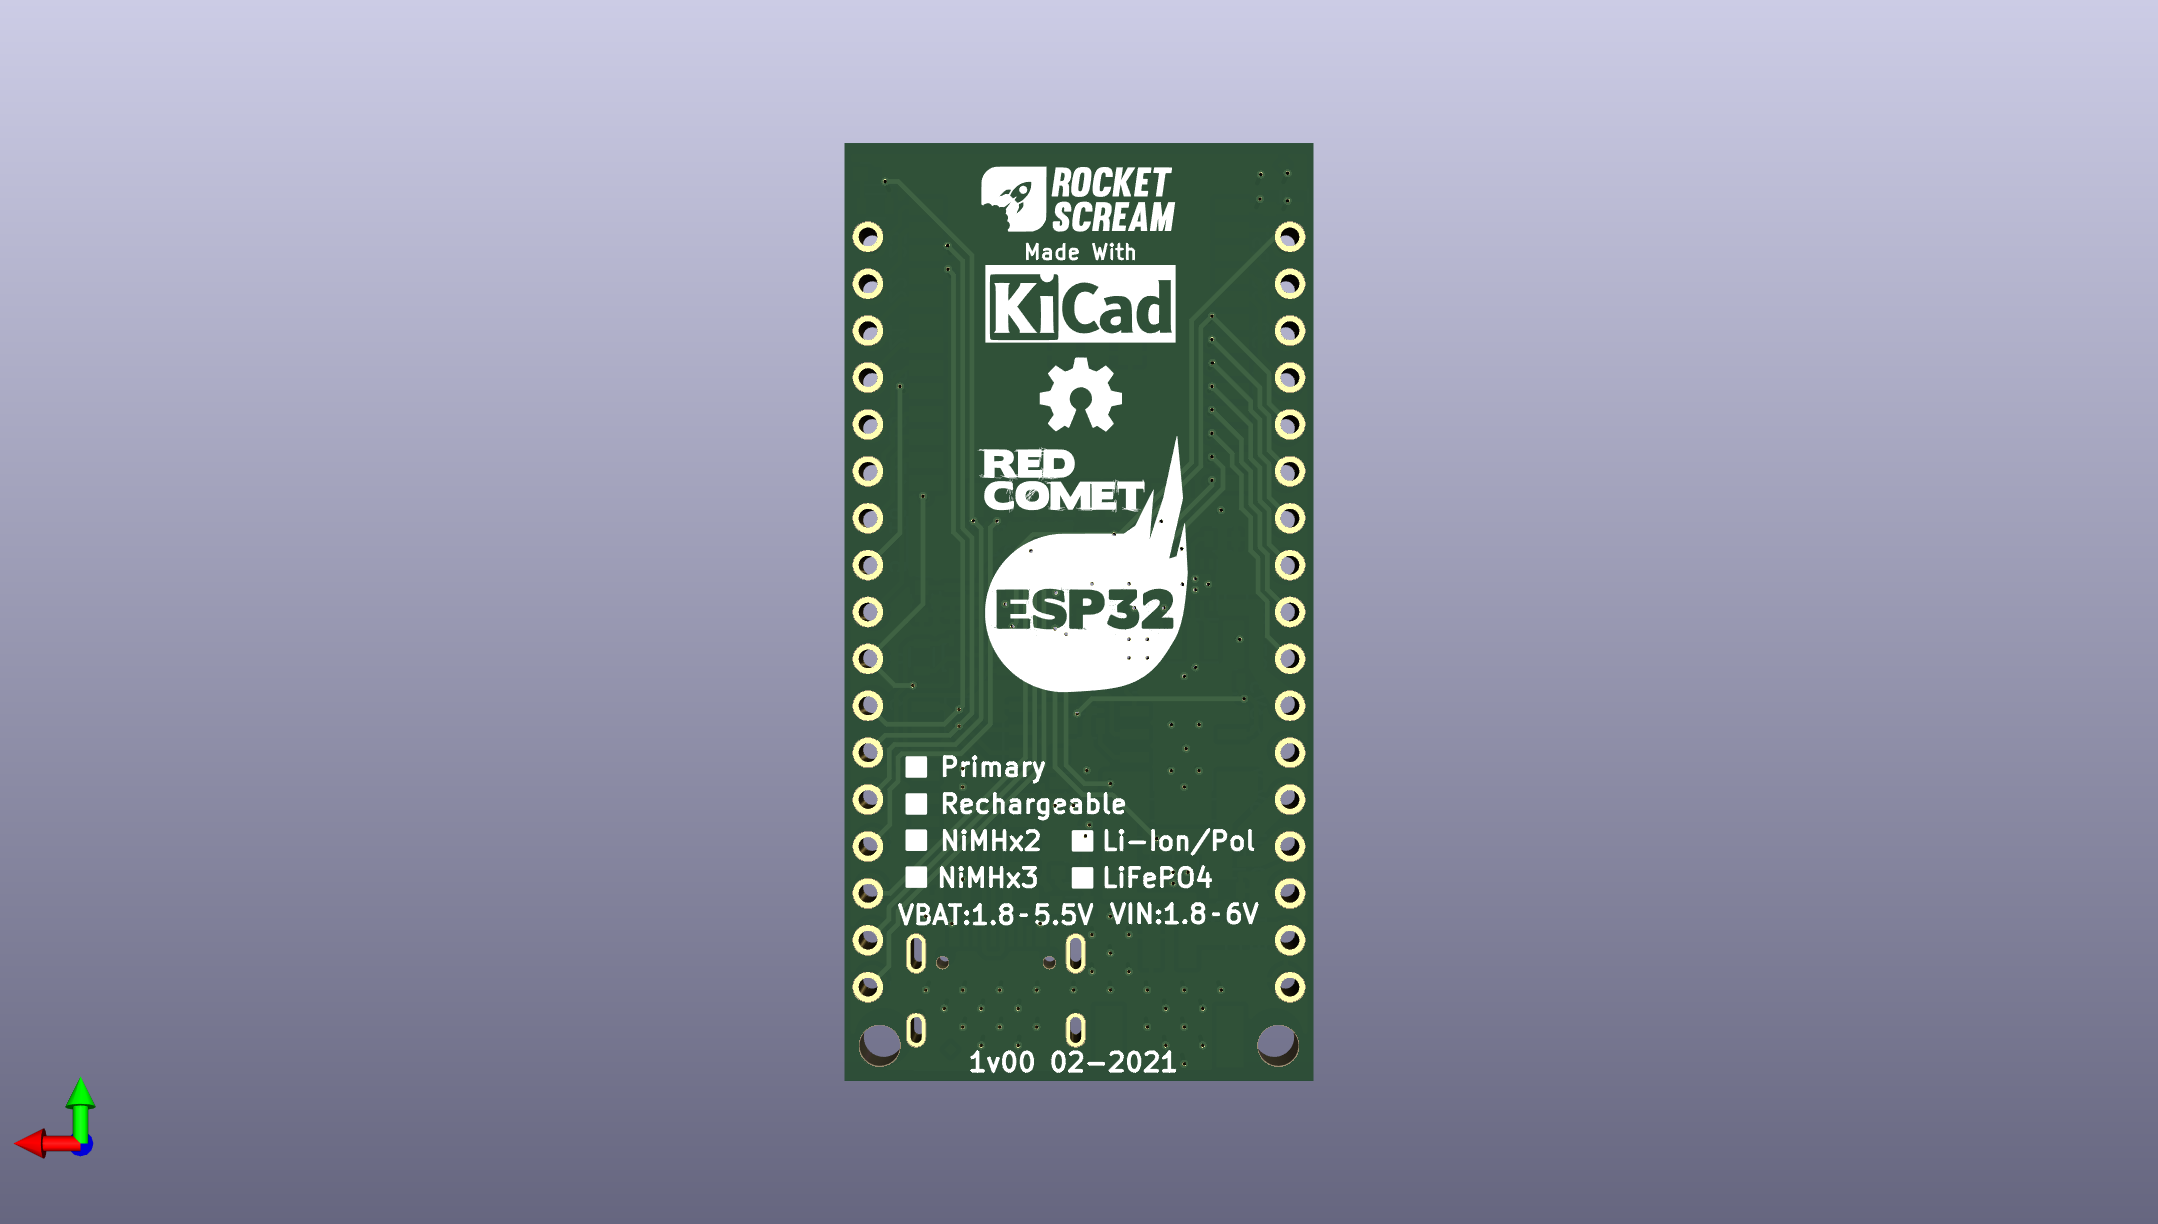 ROCKET
SCREAM
Made With
KiCad
RED
COMET
ESP32
Primary
Rechargeable
NiMHx2 Li-Ion/Pol
NiMHx3 LiFePO4
VBAT:1.8-5.5V VIN:1.8-6V
1v00 02-2021